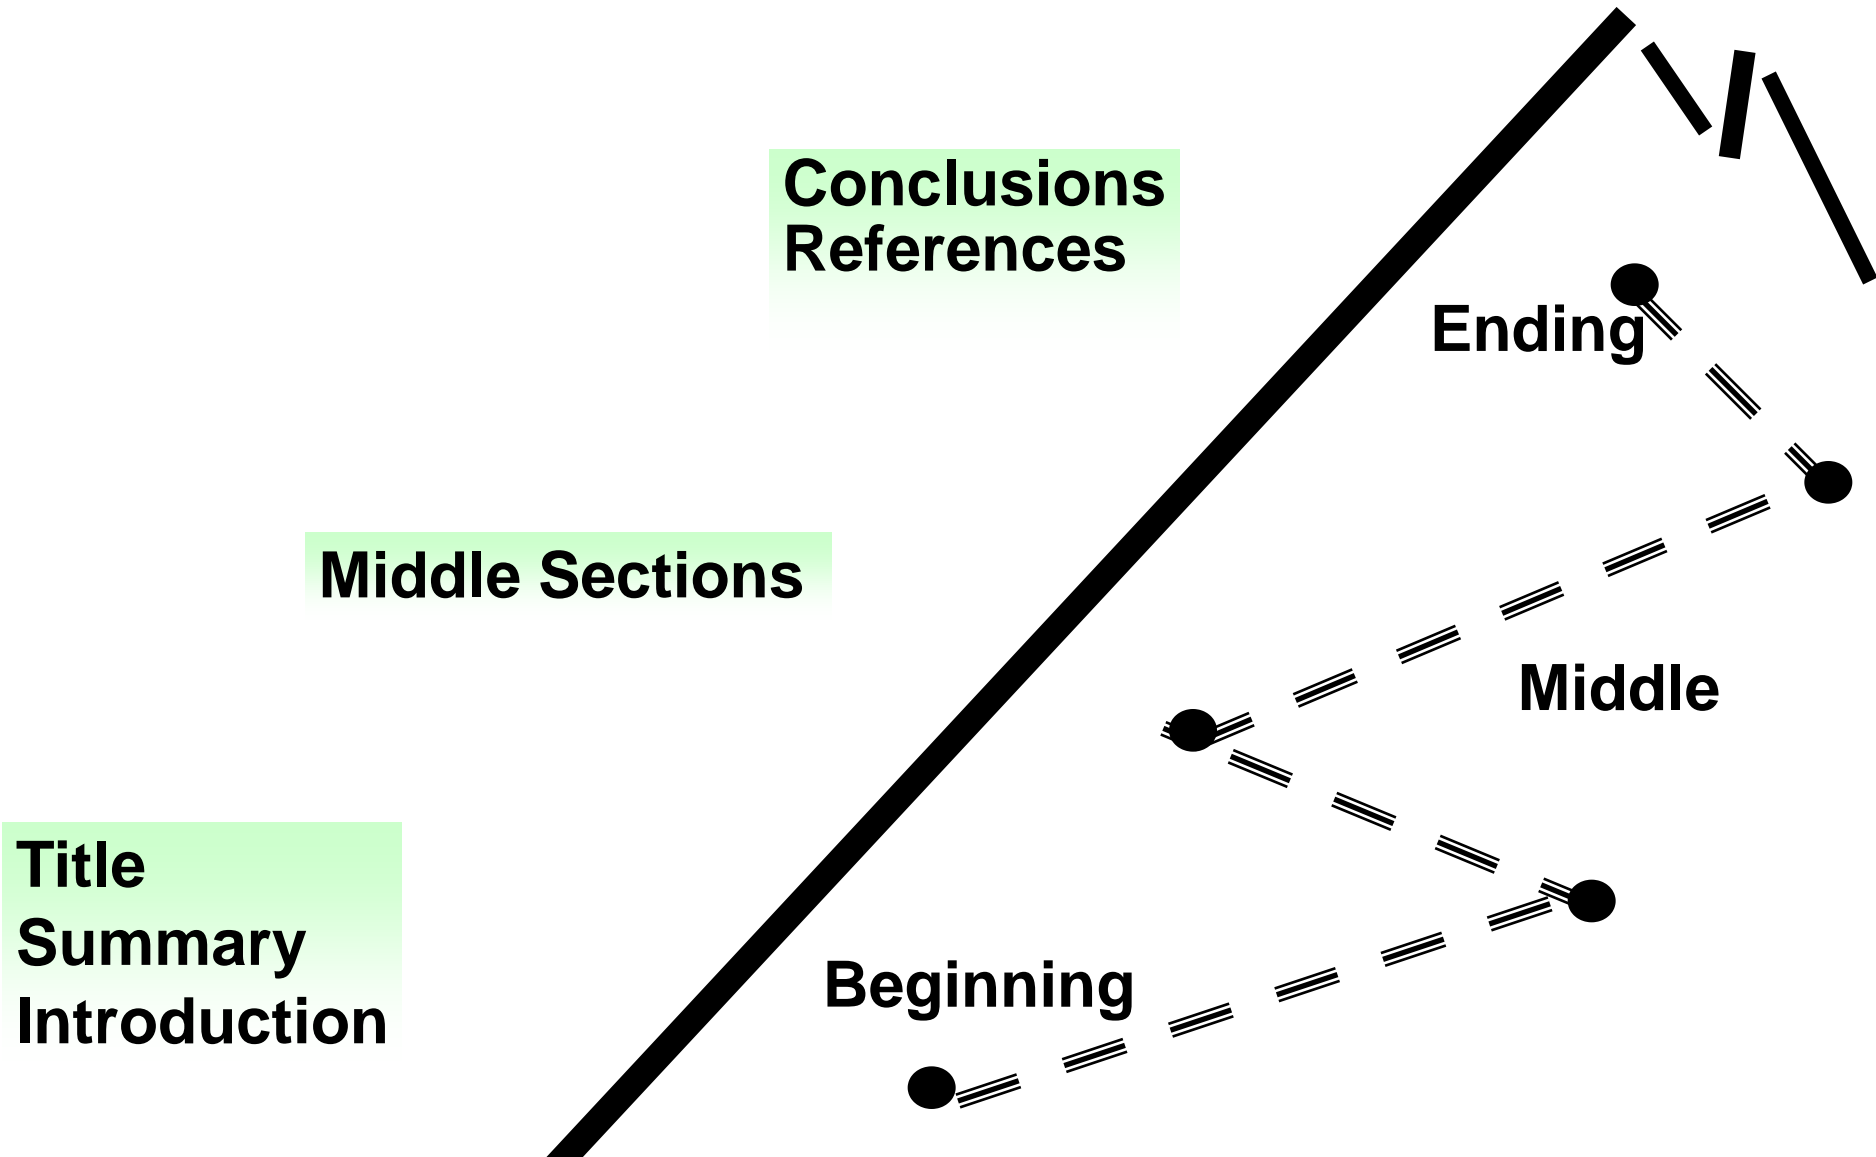 Conclusions
References
Ending
Middle Sections
Middle
Title
Summary
Introduction
Beginning